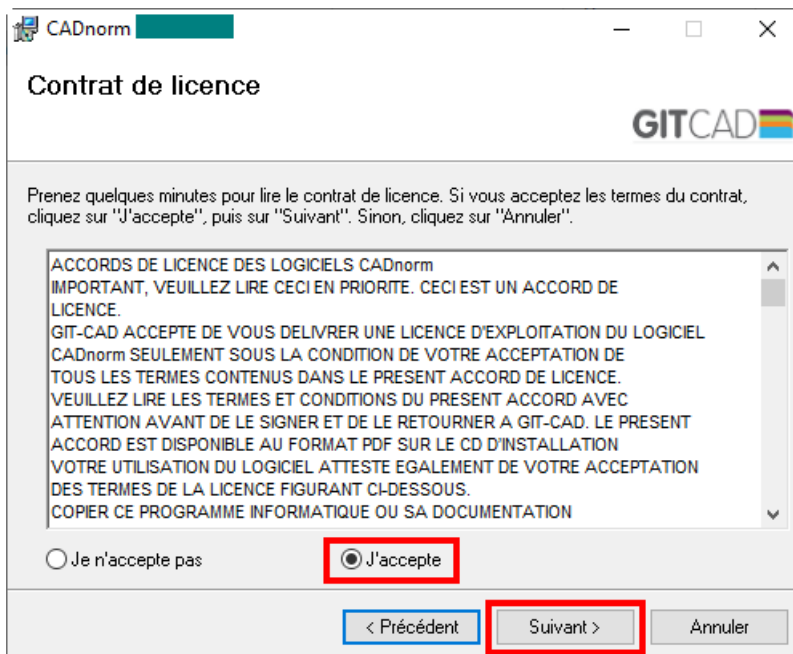 CADnorm
Contrat de licence
GITCAD
Prenez quelques minutes pour lire le contrat de licence. Si vous acceptez les termes du contrat,
cliquez sur "J'accepte", puis sur "Suivant". Sinon, cliquez sur "Annuler".
ACCORDS DE LICENCE DES LOGICIELS CADnorm
IMPORTANT, VEUILLEZ LIRE CECI EN PRIORITE. CECI EST UN ACCORD DE
LICENCE.
GIT-CAD ACCEPTE DE VOUS DELIVRER UNE LICENCE D'EXPLOITATION DU LOGICIEL
CADnorm SEULEMENT SOUS LA CONDITION DE VOTRE ACCEPTATION DE
TOUS LES TERMES CONTENUS DANS LE PRESENT ACCORD DE LICENCE.
VEUILLEZ LIRE LES TERMES ET CONDITIONS DU PRESENT ACCORD AVEC
ATTENTION AVANT DE LE SIGNER ET DE LE RETOURNER A GIT-CAD. LE PRESENT
ACCORD EST DISPONIBLE AU FORMAT PDF SUR LE CD D'INSTALLATION
VOTRE UTILISATION DU LOGICIEL ATTESTE EGALEMENT DE VOTRE ACCEPTATION
DES TERMES DE LA LICENCE FIGURANT CI-DESSOUS.
COPIER CE PROGRAMME INFORMATIQUE OU SA DOCUMENTATION
Je n'accepte pas
J'accepte
< Précédent
Suivant >
Annuler